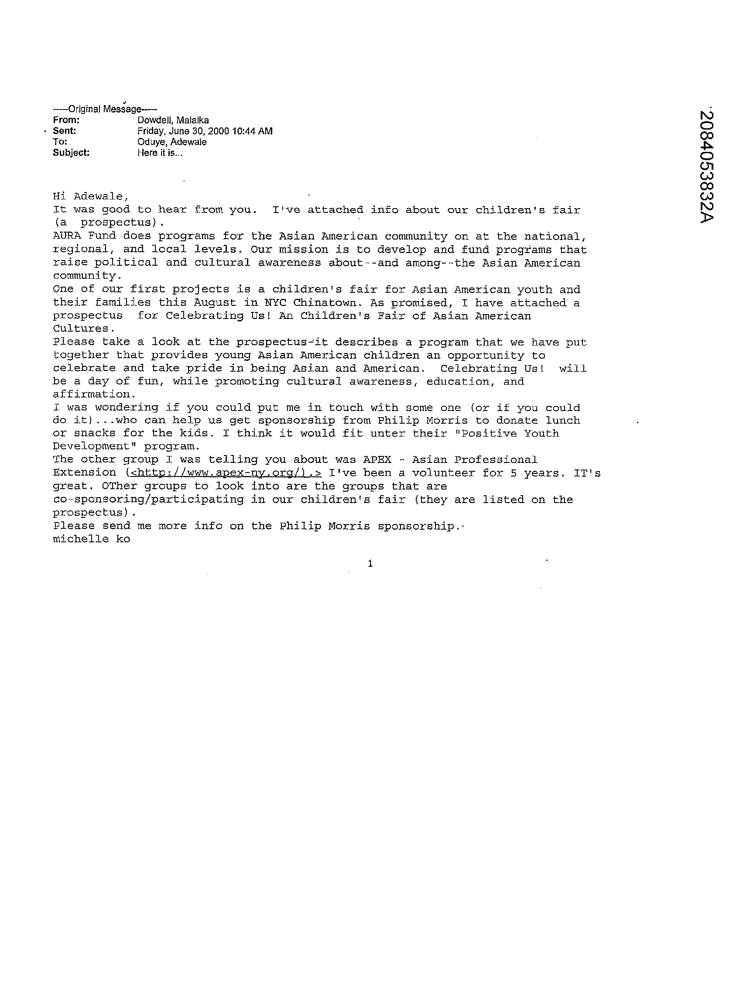 -----Original Message-----
From: Dowdell, Malaika
Sent: Friday, June 30, 2000 10:44 AM
To: Oduye, Adewale
Subject: Here it is...
Hi Adewale,
It was good to hear from you. I've attached info about our children's fair
(a prospectus).
AURA Fund does programs for the Asian American community on at the national,
regional, and local levels. Our mission is to develop and fund programs that
raise political and cultural awareness about--and among--the Asian American
community.
One of our first projects is a children's fair for Asian American youth and
their families this August in NYC Chinatown. As promised, I have attached a
prospectus for Celebrating Us! An Children's Fair of Asian American
Cultures.
Please take a look at the prospectus-it describes a program that we have put
together that provides young Asian American children an opportunity to
celebrate and take pride in being Asian and American. Celebrating Us! will
be a day of fun, while promoting cultural awareness, education, and
affirmation.
I was wondering if you could put me in touch with some one (or if you could
do it)...who can help us get sponsorship from Philip Morris to donate lunch
or snacks for the kids. I think it would fit unter their "Positive Youth
Development" program.
The other group I was telling you about was APEX - Asian Professional
Extension (<http://www.apex-ny.org/).> I've been a volunteer for 5 years. IT's
great. OTher groups to look into are the groups that are
co-sponsoring/participating in our children's fair (they are listed on the
prospectus).
Please send me more info on the Philip Morris sponsorship.
michelle ko
1
2084053832A